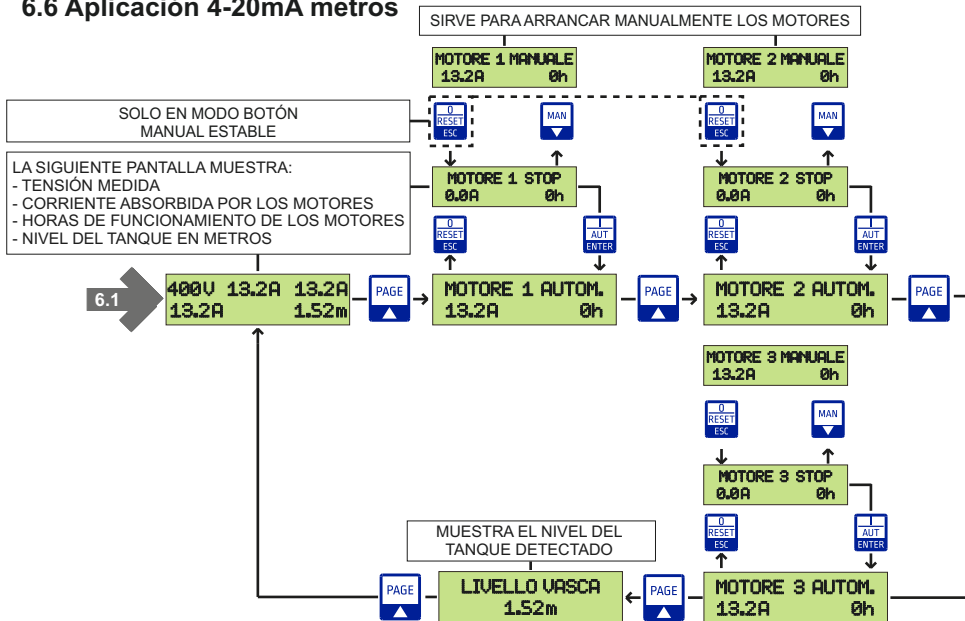 6.6 Aplicación 4-20mA metros
SIRVE PARA ARRANCAR MANUALMENTE LOS MOTORES
MOTORE 1 MANUALE
13.2A 0h
MOTORE 2 MANUALE
13.2A 0h
SOLO EN MODO BOTÓN
MANUAL ESTABLE
0
RESET
ESC
MAN
0
RESET
ESC
MAN
LA SIGUIENTE PANTALLA MUESTRA:
- TENSIÓN MEDIDA
- CORRIENTE ABSORBIDA POR LOS MOTORES
- HORAS DE FUNCIONAMIENTO DE LOS MOTORES
- NIVEL DEL TANQUE EN METROS
MOTORE 1 STOP
0.0A 0h
MOTORE 2 STOP
0.0A 0h
0
RESET
ESC
I
AUT
ENTER
0
RESET
ESC
I
AUT
ENTER
6.1
400V 13.2A 13.2A
13.2A 1.52m
PAGE
MOTORE 1 AUTOM.
13.2A 0h
PAGE
MOTORE 2 AUTOM.
13.2A 0h
PAGE
MOTORE 3 MANUALE
13.2A 0h
0
RESET
ESC
MAN
MOTORE 3 STOP
0.0A 0h
0
RESET
ESC
I
AUT
ENTER
MUESTRA EL NIVEL DEL
TANQUE DETECTADO
PAGE
LIVELLO VASCA
1.52m
PAGE
MOTORE 3 AUTOM.
13.2A 0h